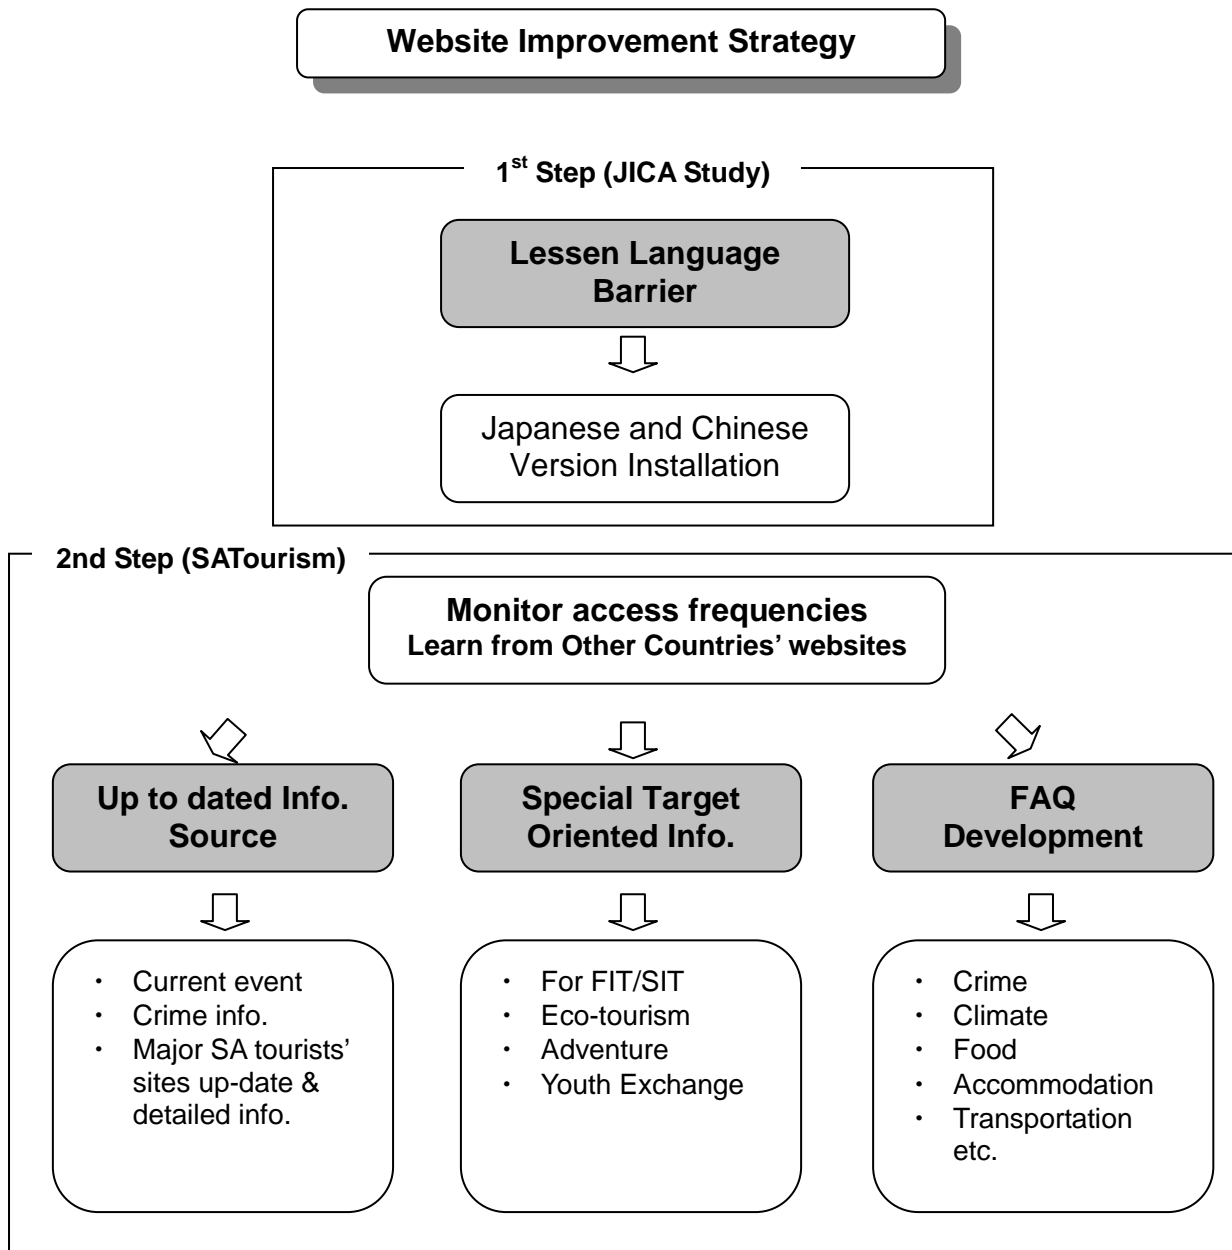 Website Improvement Strategy
1st Step (JICA Study)
Lessen Language
Barrier
Japanese and Chinese
Version Installation
2nd Step (SATourism)
Monitor access frequencies
Learn from Other Countries’ websites
Up to dated Info.
Source
・ Current event
・ Crime info.
・ Major SA tourists’
sites up-date &
detailed info.
Special Target
Oriented Info.
・ For FIT/SIT
・ Eco-tourism
・ Adventure
・ Youth Exchange
FAQ
Development
・ Crime
・ Climate
・ Food
・ Accommodation
・ Transportation
etc.